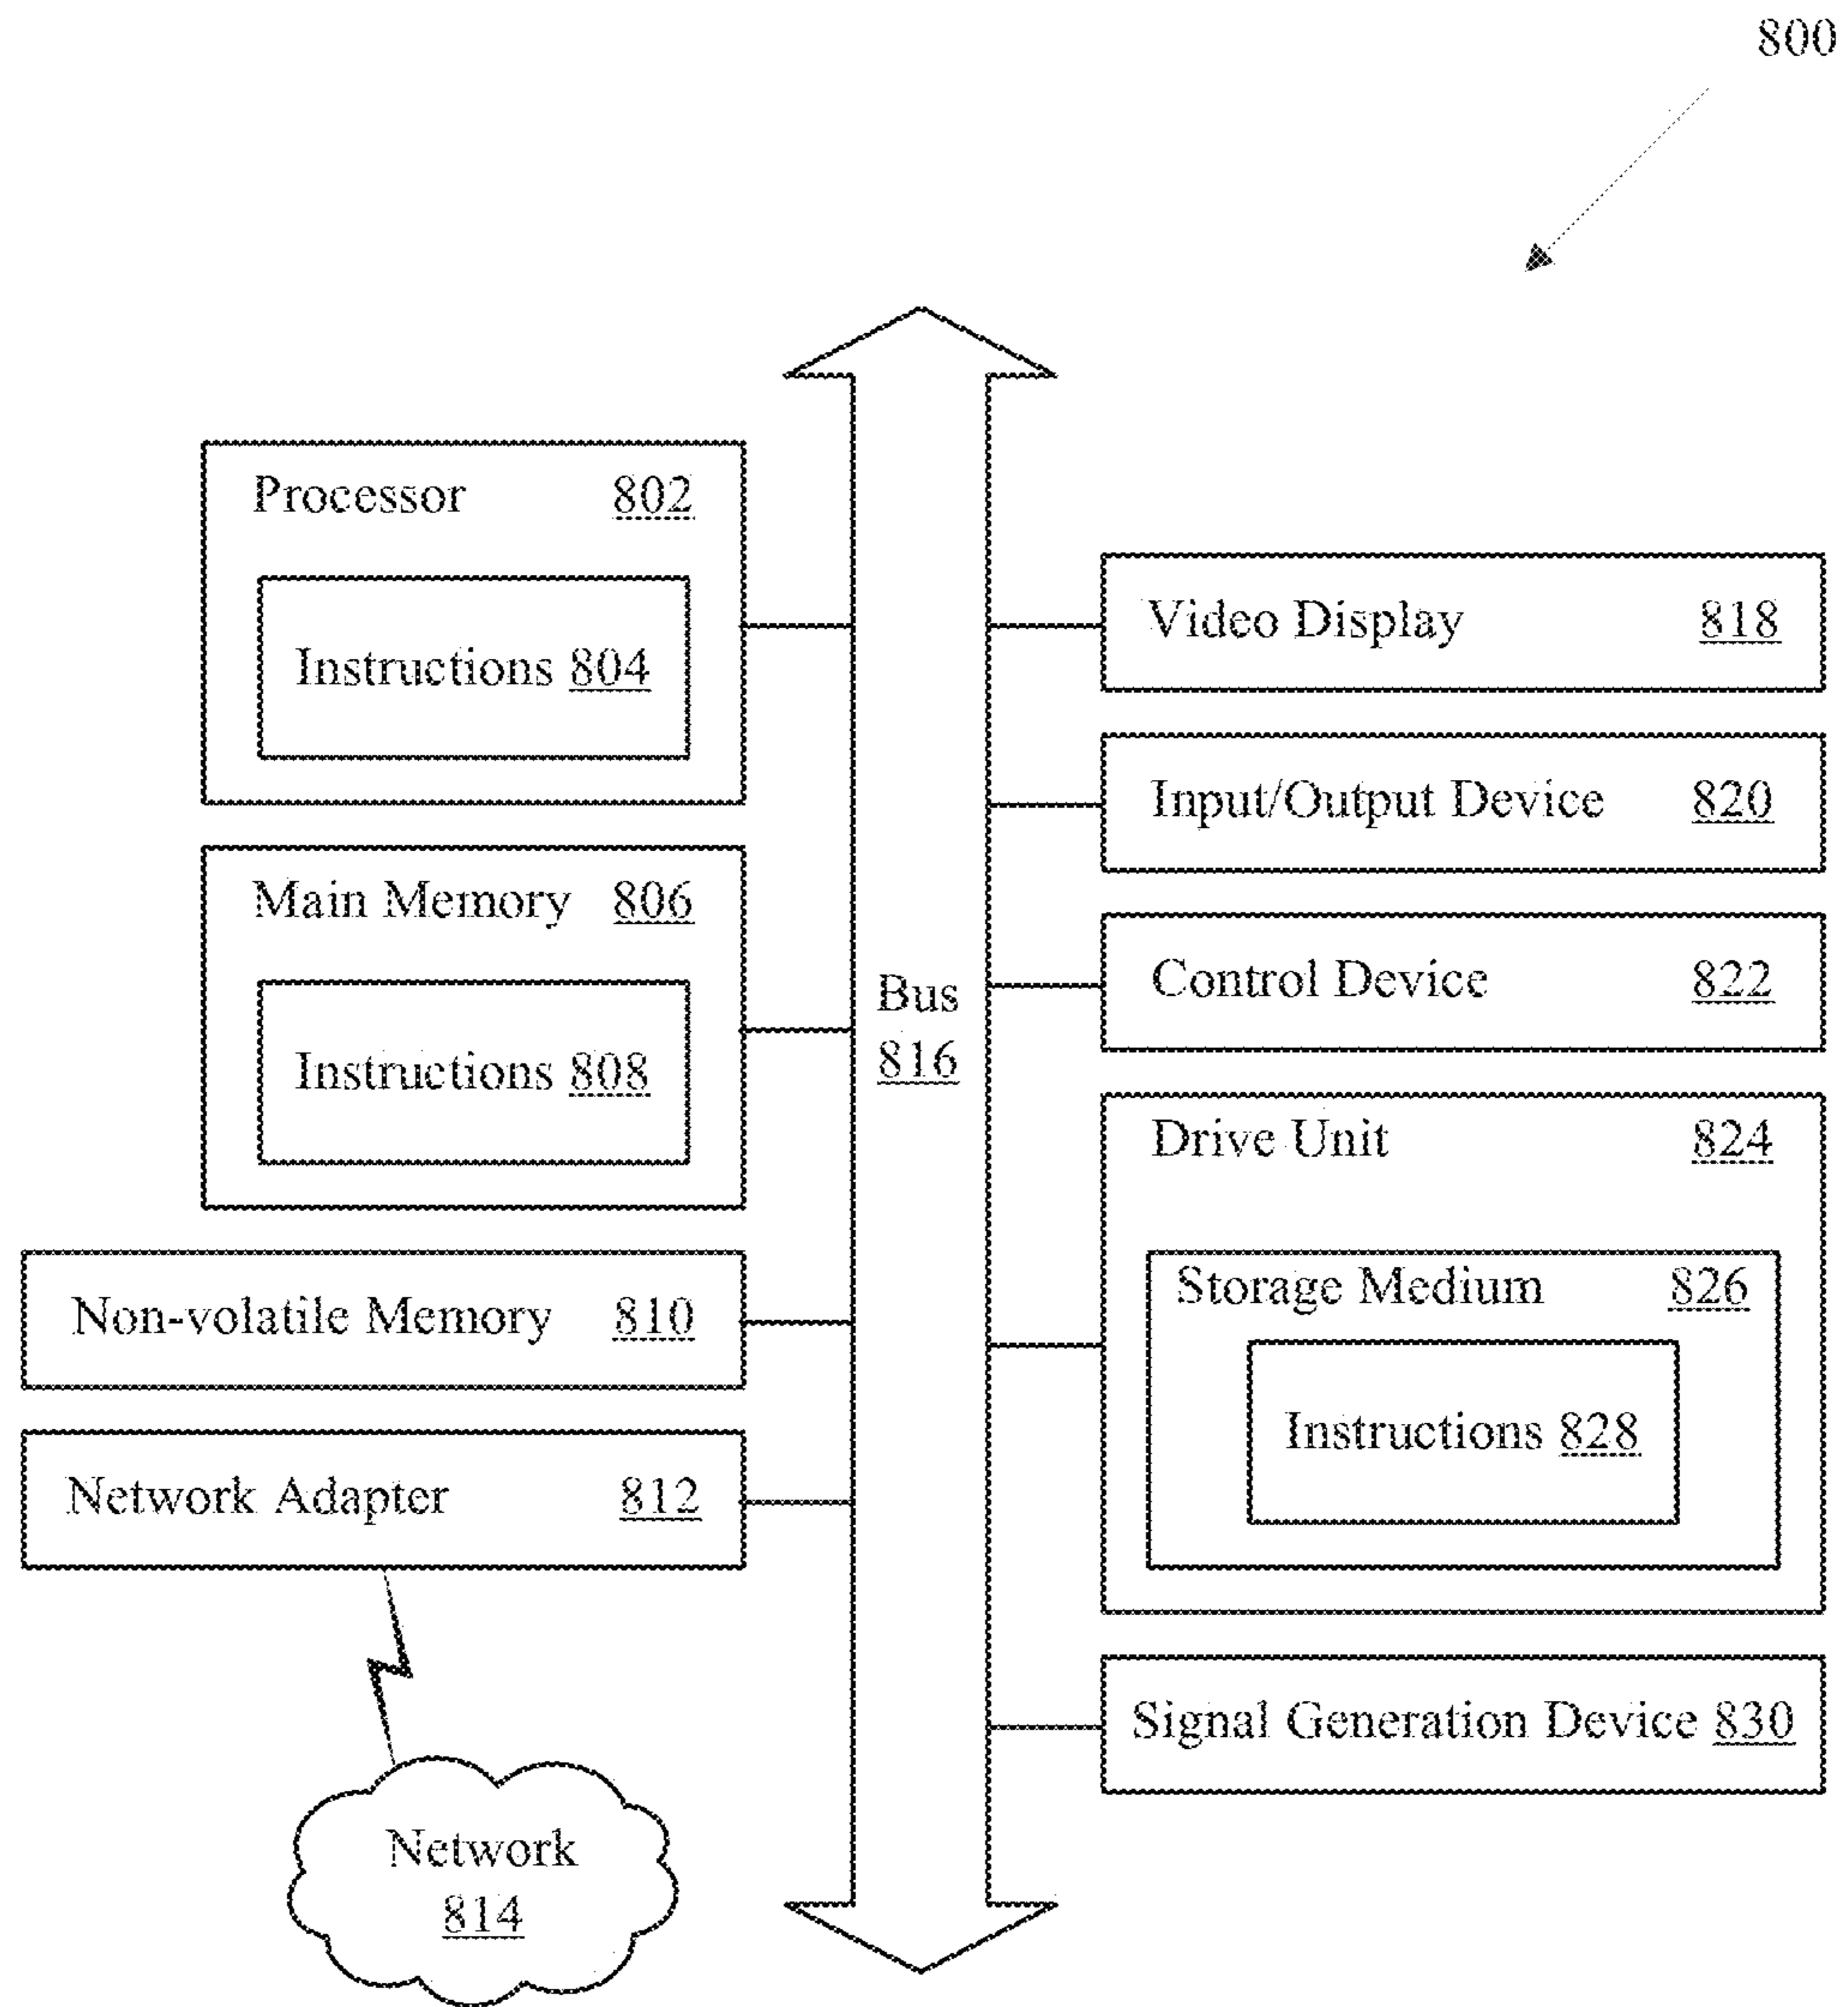 800
Processor 802
Instructions 804
Main Memory 806
Instructions 808
Non-volatile Memory 810
Network Adapter 812
Network
814
Bus
816
Video Display 818
Input/Output Device 820
Control Device 822
Drive Unit 824
Storage Medium 826
Instructions 828
Signal Generation Device 830